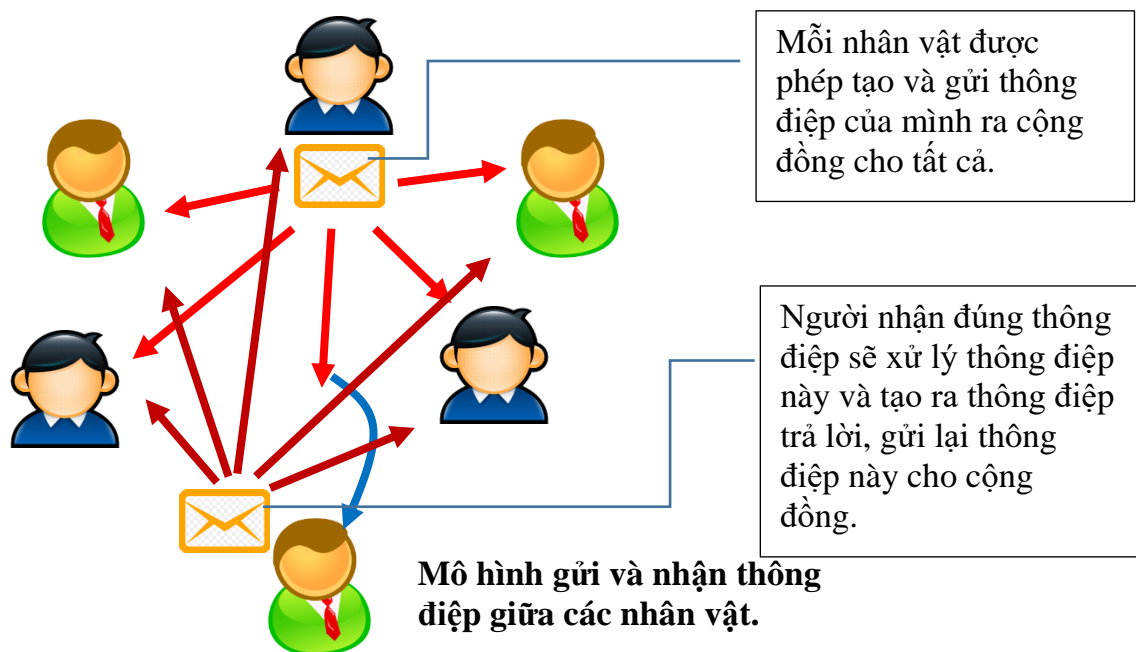 Mỗi nhân vật được
phép tạo và gửi thông
điệp của mình ra cộng
đồng cho tất cả.
Người nhận đúng thông
điệp sẽ xử lý thông điệp
này và tạo ra thông điệp
trả lời, gửi lại thông
điệp này cho cộng
đồng.
Mô hình gửi và nhận thông
điệp giữa các nhân vật.